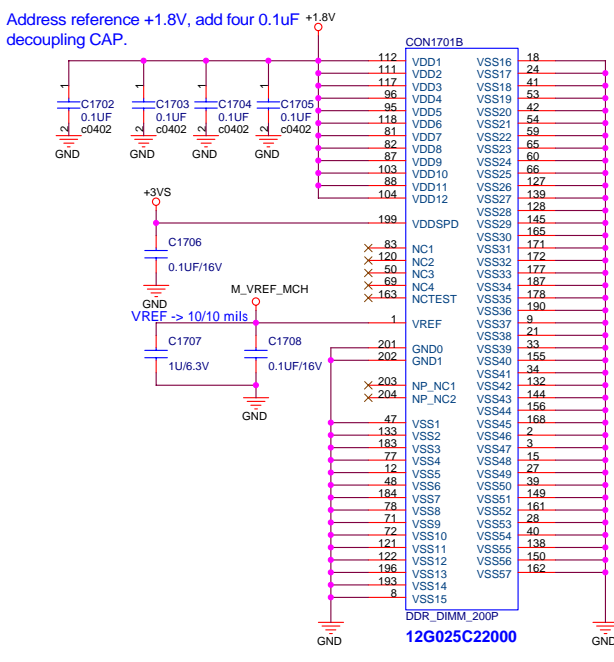 Address reference +1.8V, add four 0.1uF
decoupling CAP.
+1.8V
CON1701B
1 C1702 0.1UF c0402 2 GND
1 C1703 0.1UF c0402 2 GND
1 C1704 0.1UF c0402 2 GND
1 C1705 0.1UF c0402 2 GND
112 VDD1 VSS16 18
111 VDD2 VSS17 24
117 VDD3 VSS18 41
96 VDD4 VSS19 53
95 VDD5 VSS20 42
118 VDD6 VSS21 54
81 VDD7 VSS22 59
82 VDD8 VSS23 65
87 VDD9 VSS24 60
103 VDD10 VSS25 66
88 VDD11 VSS26 127
104 VDD12 VSS27 139
VSS28 128
199 VDDSPD VSS29 145
VSS30 165
83 NC1 VSS31 171
120 NC2 VSS32 172
50 NC3 VSS33 177
69 NC4 VSS34 187
163 NCTEST VSS35 178
VSS36 190
1 VREF VSS37 9
VSS38 21
201 GND0 VSS39 33
202 GND1 VSS40 155
VSS41 34
203 NP_NC1 VSS42 132
204 NP_NC2 VSS43 144
VSS44 156
47 VSS1 VSS45 168
133 VSS2 VSS46 2
183 VSS3 VSS47 3
77 VSS4 VSS48 15
12 VSS5 VSS49 27
48 VSS6 VSS50 39
184 VSS7 VSS51 149
78 VSS8 VSS52 161
71 VSS9 VSS53 28
72 VSS10 VSS54 40
121 VSS11 VSS55 138
122 VSS12 VSS56 150
196 VSS13 VSS57 162
193 VSS14
8 VSS15
+3VS
C1706
0.1UF/16V
GND
M_VREF_MCH
VREF -> 10/10 mils
C1707
1U/6.3V
C1708
0.1UF/16V
GND
GND
DDR_DIMM_200P
12G025C22000
GND